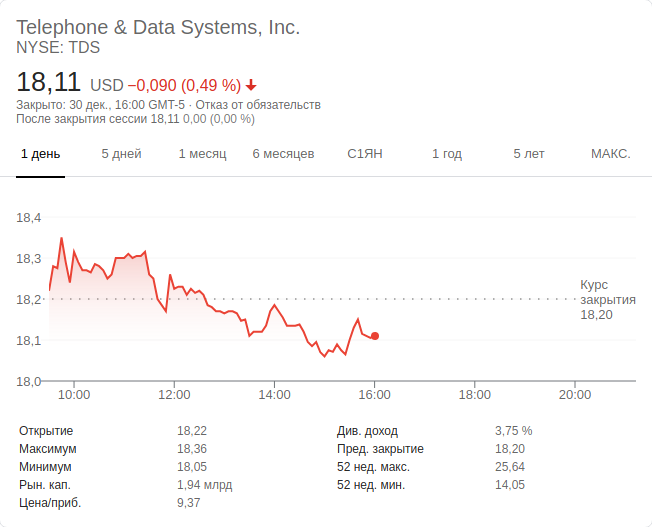 Telephone & Data Systems, Inc.
NYSE: TDS
18,11 USD −0,090 (0,49 %)
Закрыто: 30 дек., 16:00 GMT-5 · Отказ от обязательств
После закрытия сессии 18,11 0,00 (0,00 %)
1 день 5 дней 1 месяц 6 месяцев С1ЯН 1 год 5 лет МАКС.
18,4
18,3
18,2
18,1
18,0
Курс
закрытия
18,20
10:00 12:00 14:00 16:00 18:00 20:00
Открытие 18,22 Див. доход 3,75 %
Максимум 18,36 Пред. закрытие 18,20
Минимум 18,05 52 нед. макс. 25,64
Рын. кап. 1,94 млрд 52 нед. мин. 14,05
Цена/приб. 9,37